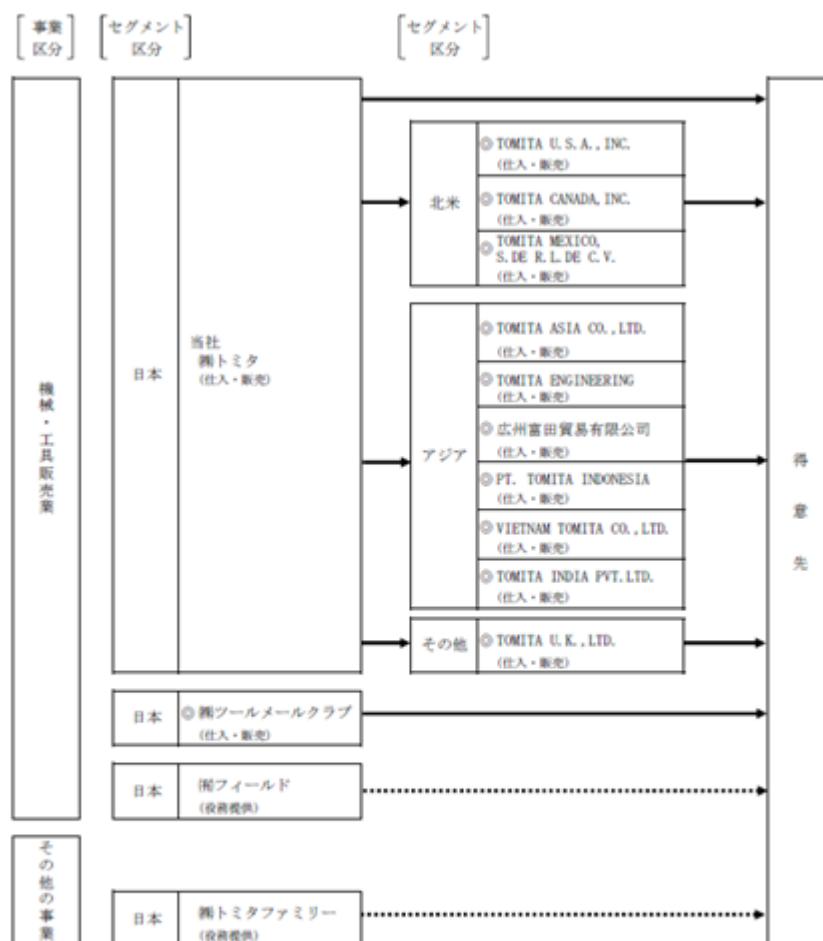 事業
区分
セグメント
区分
セグメント
区分
機械・工具販売業
日本
当社
㈱トミタ
(仕入・販売)
北米
◎ TOMITA U.S.A., INC.
(仕入・販売)
◎ TOMITA CANADA, INC.
(仕入・販売)
◎ TOMITA MEXICO,
S.DE R.L.DE C.V.
(仕入・販売)
アジア
◎ TOMITA ASIA CO.,LTD.
(仕入・販売)
◎ TOMITA ENGINEERING
(仕入・販売)
◎ 広州富田貿易有限公司
(仕入・販売)
◎ PT. TOMITA INDONESIA
(仕入・販売)
◎ VIETNAM TOMITA CO.,LTD.
(仕入・販売)
◎ TOMITA INDIA PVT.LTD.
(仕入・販売)
その他
◎ TOMITA U.K.,LTD.
(仕入・販売)
得意先
日本
◎ ㈱ツールメールクラブ
(仕入・販売)
日本
㈲フィールド
(役務提供)
その他の事業
日本
㈱トミタファミリー
(役務提供)